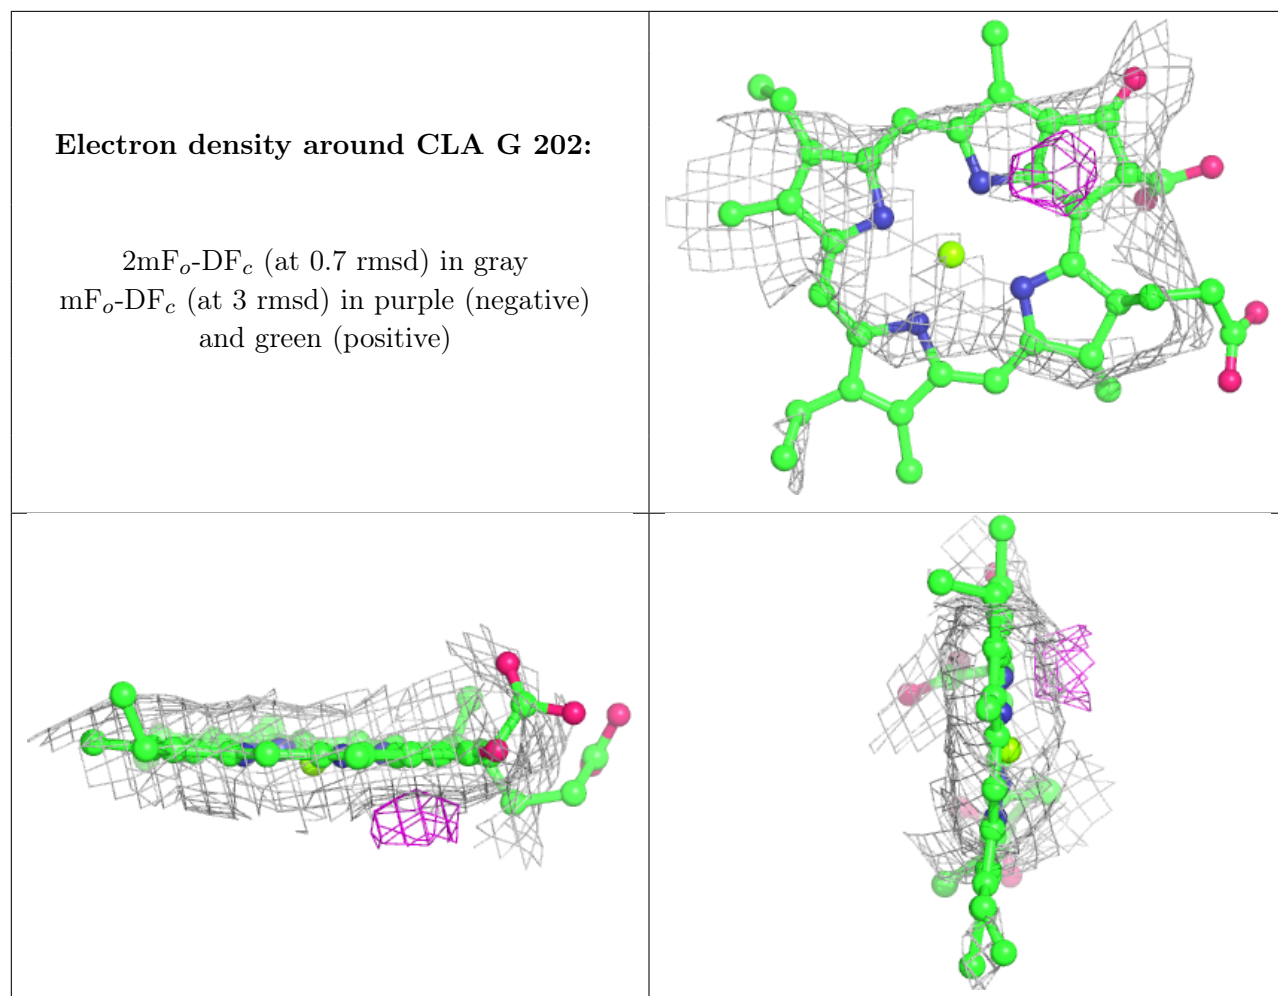 Electron density around CLA G 202:
2mFo-DFc (at 0.7 rmsd) in gray
mFo-DFc (at 3 rmsd) in purple (negative)
and green (positive)